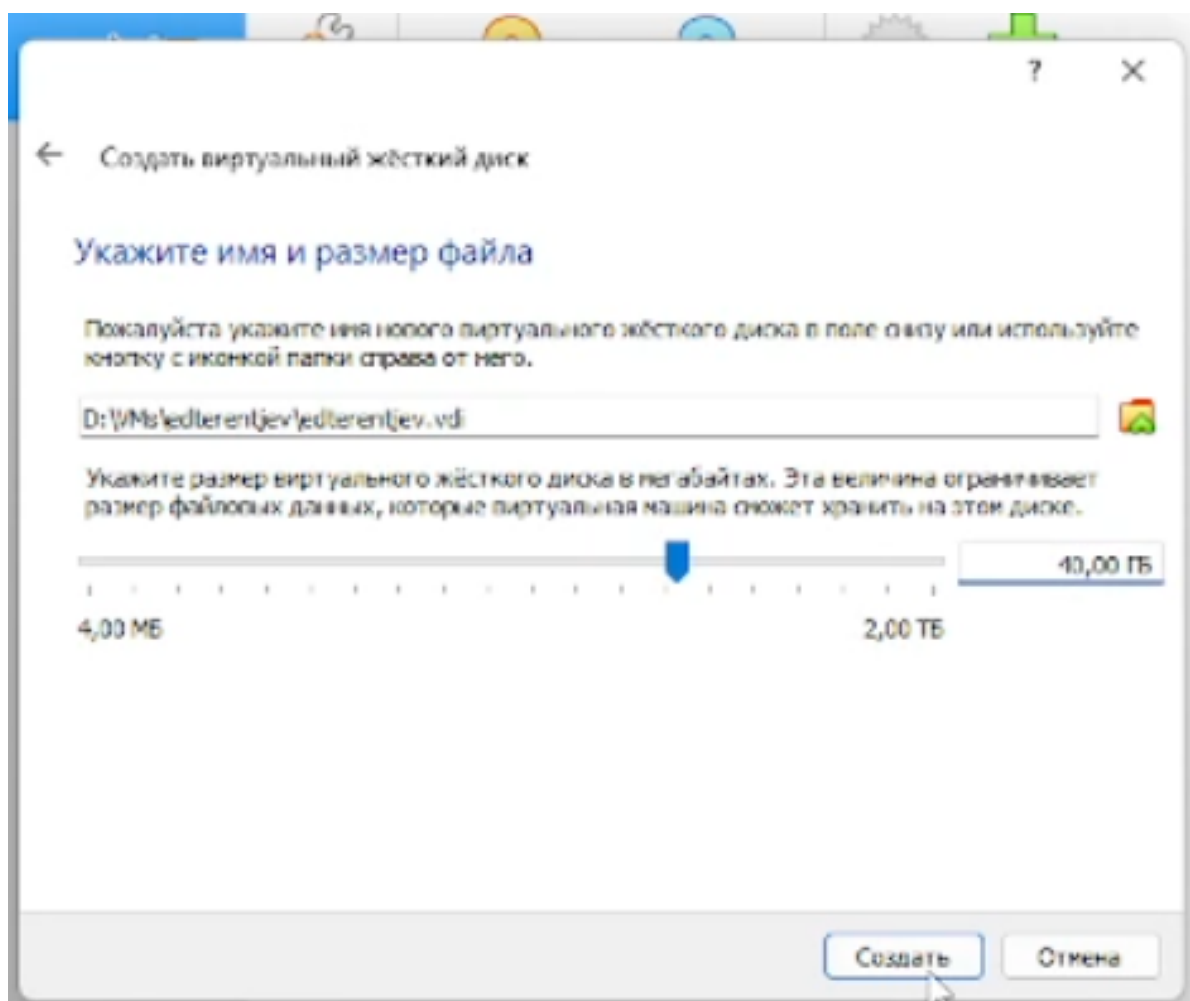 ?
Создать виртуальный жёсткий диск
Укажите имя и размер файла
Пожалуйста укажите имя нового виртуального жёсткого диска в поле снизу или используйте
кнопку с иконкой папки справа от него.
D:\VMs\edterentjev\edterentjev.vdi
Укажите размер виртуального жёсткого диска в мегабайтах. Эта величина ограничивает
размер файловых данных, которые виртуальная машина сможет хранить на этом диске.
40,00 ГБ
4,00 МБ 2,00 ТБ
Создать Отмена